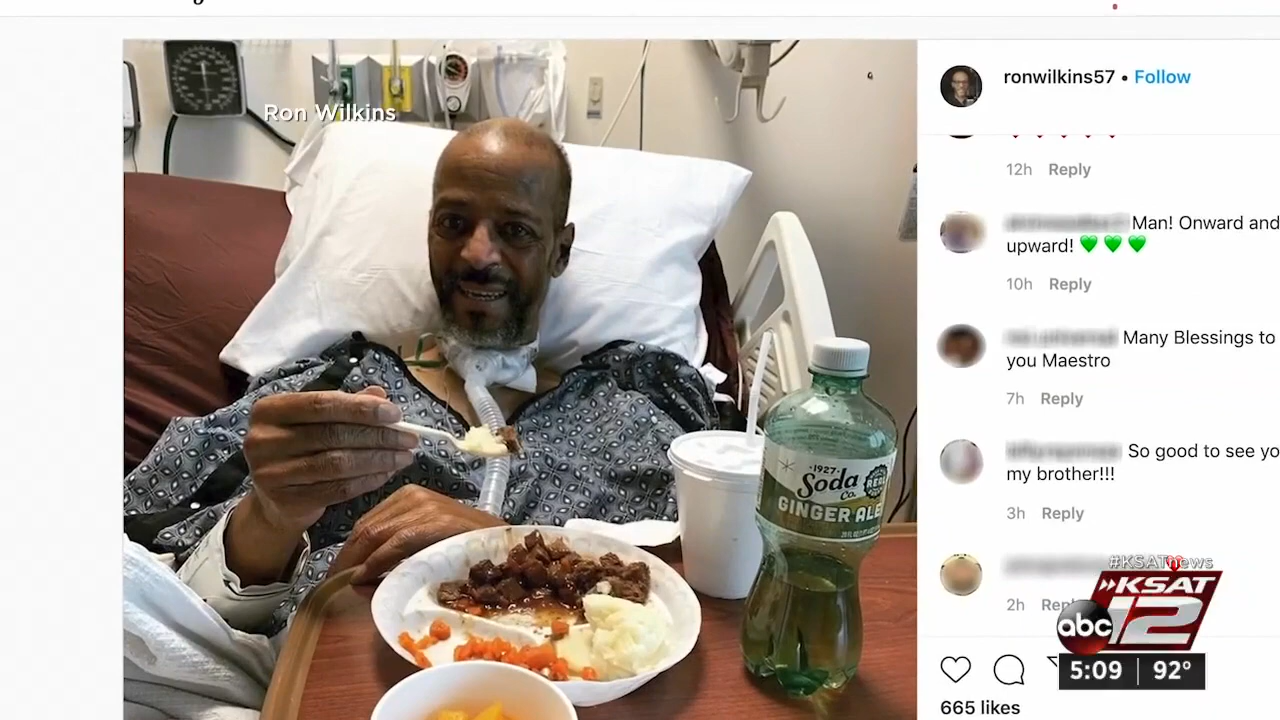 Ron Wilkins
ronwilkins57 • Follow
12h Reply
Man! Onward and
upward! 💚 💚 💚
10h Reply
Many Blessings to
you Maestro
7h Reply
So good to see yo
my brother!!!
3h Reply
2h Rep
665 likes
·1927·
Soda
Co.
REAL
GINGER ALE
#KSATnews
KSAT
12
abc
5:09 92°